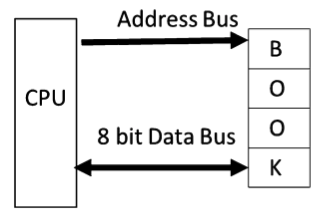 Address Bus
B
CPU
O
O
8 bit Data Bus
K